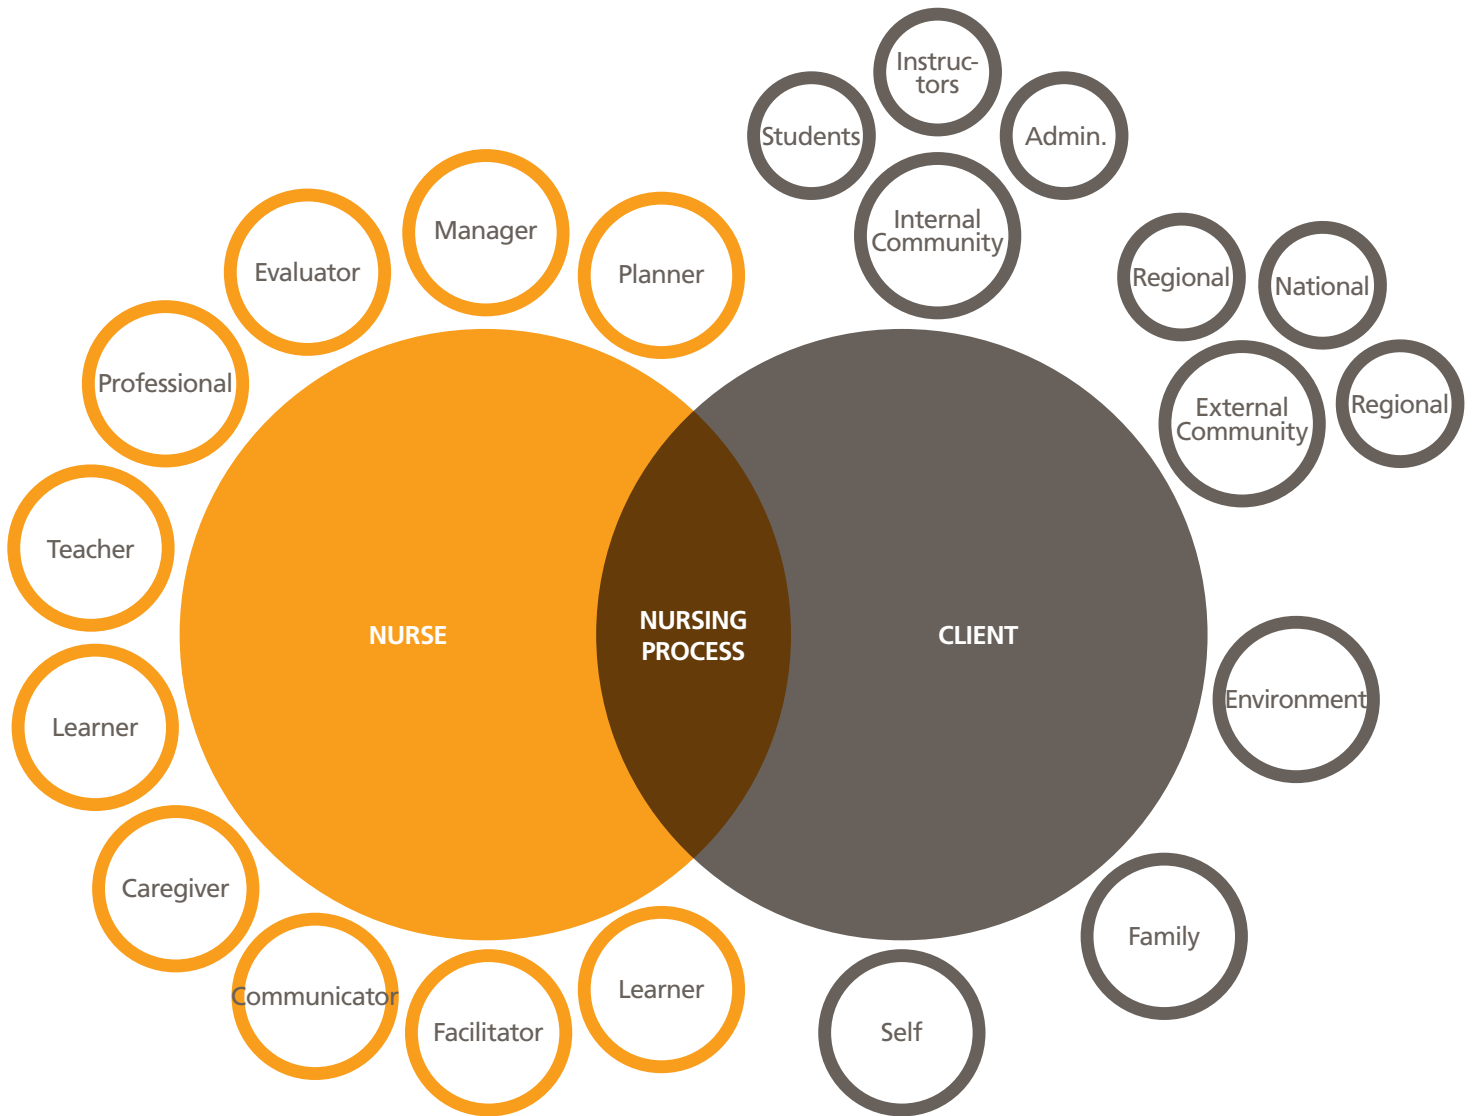 Instruc-
tors
Students
Admin.
Internal
Community
Manager
Planner
Evaluator
Regional
National
Professional
External
Community
Regional
Teacher
NURSE
NURSING
PROCESS
CLIENT
Learner
Environment
Caregiver
Communicator
Facilitator
Learner
Self
Family